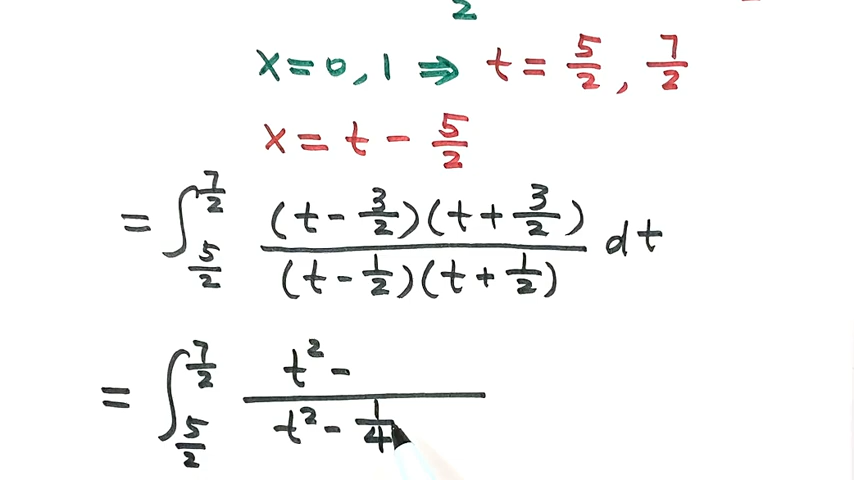 2
x = 0, 1 ⇒ t = 5/2, 7/2
x = t - 5/2
= ∫_{5/2}^{7/2} (t - 3/2)(t + 3/2) / (t - 1/2)(t + 1/2) dt
= ∫_{5/2}^{7/2} t² - / t² - 1/4